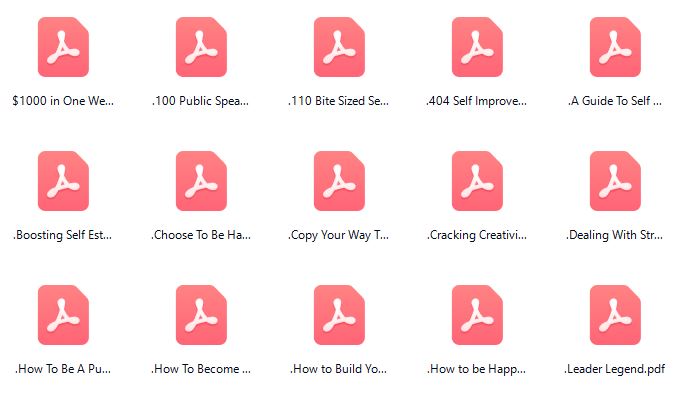 $1000 in One We...
.100 Public Spea...
.110 Bite Sized Se...
.404 Self Improve...
.A Guide To Self ...
.Boosting Self Est...
.Choose To Be Ha...
.Copy Your Way T...
.Cracking Creativi...
.Dealing With Str...
.How To Be A Pu...
.How To Become ...
.How to Build Yo...
.How to be Happ...
.Leader Legend.pdf